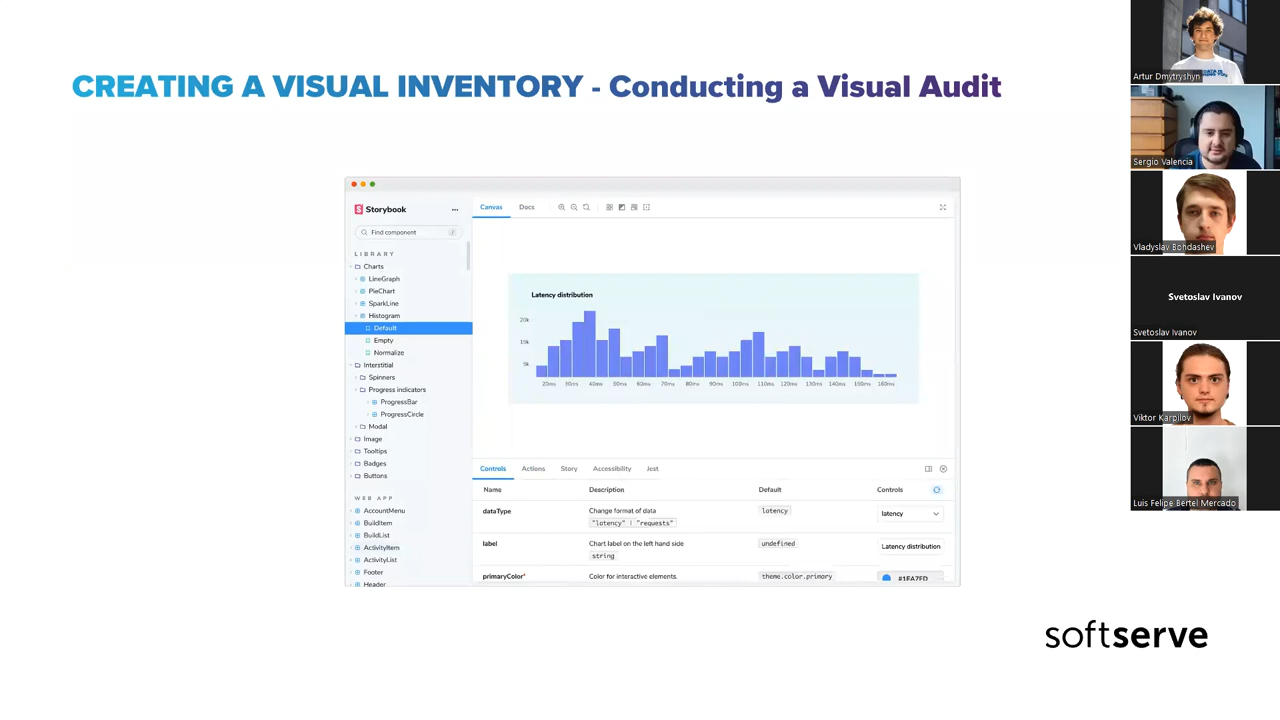 CREATING A VISUAL INVENTORY - Conducting a Visual Audit
Storybook
Find component
/
LIBRARY
Charts
LineGraph
PieChart
SparkLine
Histogram
Default
Empty
Normalize
Interstitial
Spinners
Progress indicators
ProgressBar
ProgressCircle
Modal
Image
Tooltips
Badges
Buttons
WEB APP
AccountMenu
BuildItem
BuildList
ActivityItem
ActivityList
Footer
Header
Canvas
Docs
Latency distribution
20k
15k
5k
20ms 30ms 40ms 50ms 60ms 70ms 80ms 90ms 100ms 110ms 120ms 130ms 140ms 150ms 160ms
Controls Actions Story Accessibility Jest
Name Description Default Controls
dataType Change format of data latency latency
"latency" | "requests"
label Chart label on the left hand side undefined Latency distribution
string
primaryColor* Color for interactive elements. theme.color.primary #1EA7FD
softserve
Artur Dmytryshyn
Sergio Valencia
Vladyslav Bohdashev
Svetoslav Ivanov
Svetoslav Ivanov
Viktor Karpilov
Luis Felipe Bertel Mercado